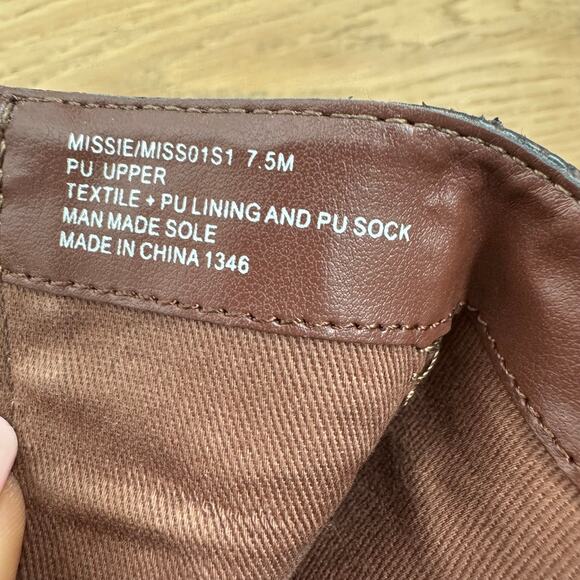 MISSIE/MISS01S1 7.5M
PU UPPER
TEXTILE + PU LINING AND PU SOCK
MAN MADE SOLE
MADE IN CHINA 1346